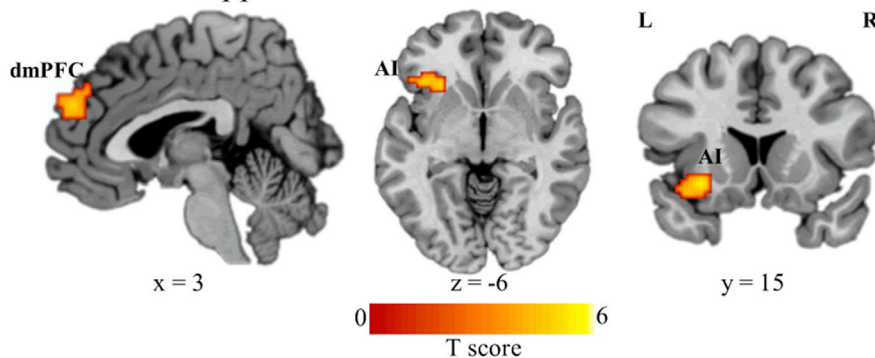 L R
dmPFC
AI
AI
x = 3
z = -6
y = 15
0 6
T score